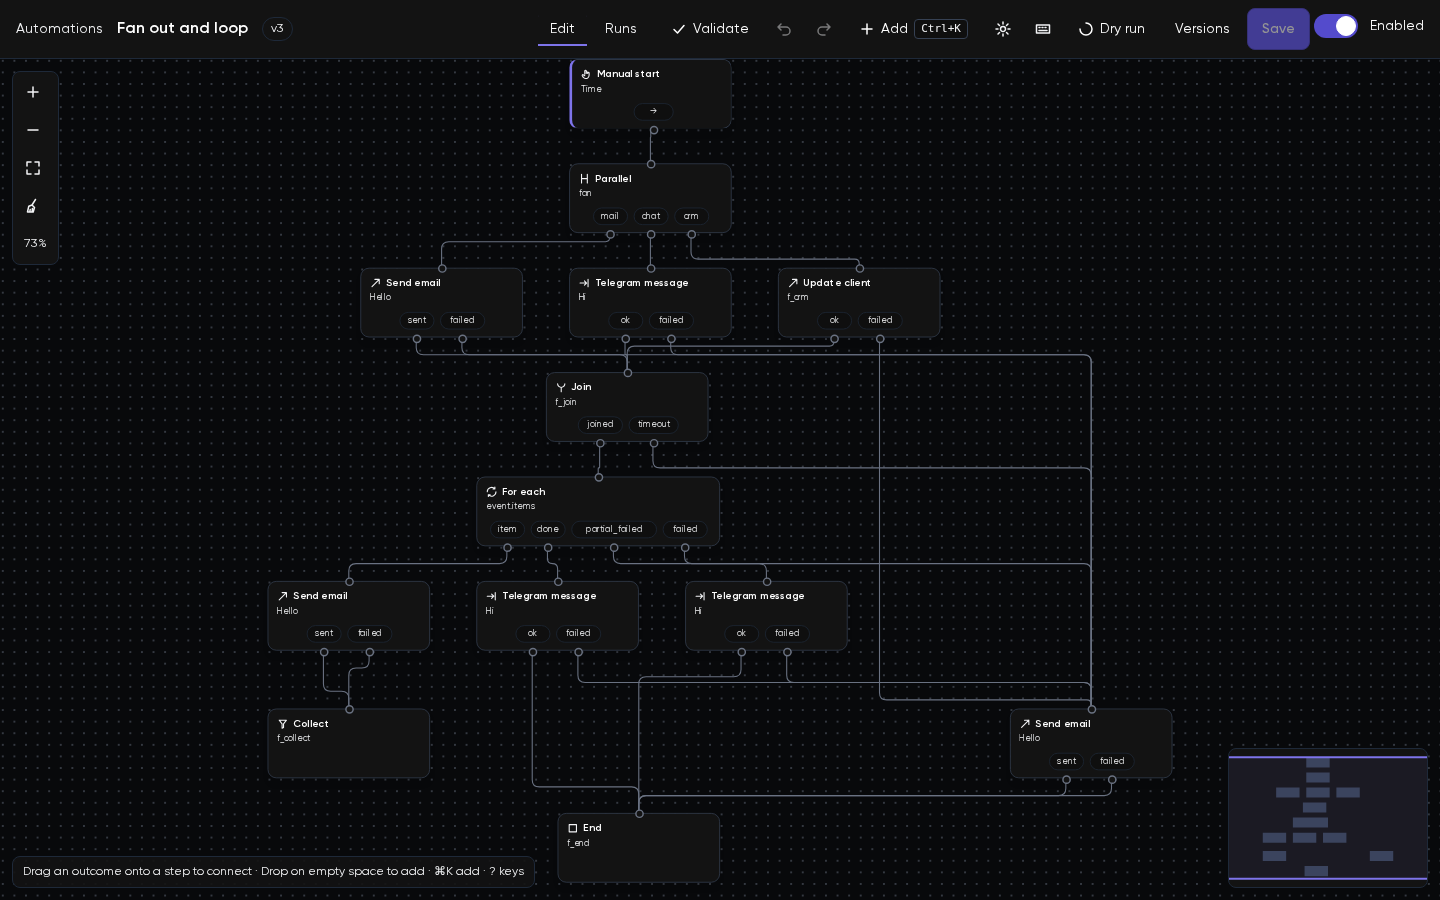 Automations Fan out and loop v3 Edit Runs Validate Add Ctrl+K Dry run Versions Save Enabled
73%
Manual start
Time
Parallel
fan
mail chat crm
Send email
Hello
sent failed
Telegram message
Hi
ok failed
Update client
f_crm
ok failed
Join
f_join
joined timeout
For each
event.items
item done partial_failed failed
Send email
Hello
sent failed
Telegram message
Hi
ok failed
Telegram message
Hi
ok failed
Collect
f_collect
Send email
Hello
sent failed
End
f_end
Drag an outcome onto a step to connect · Drop on empty space to add · ⌘K add · ? keys